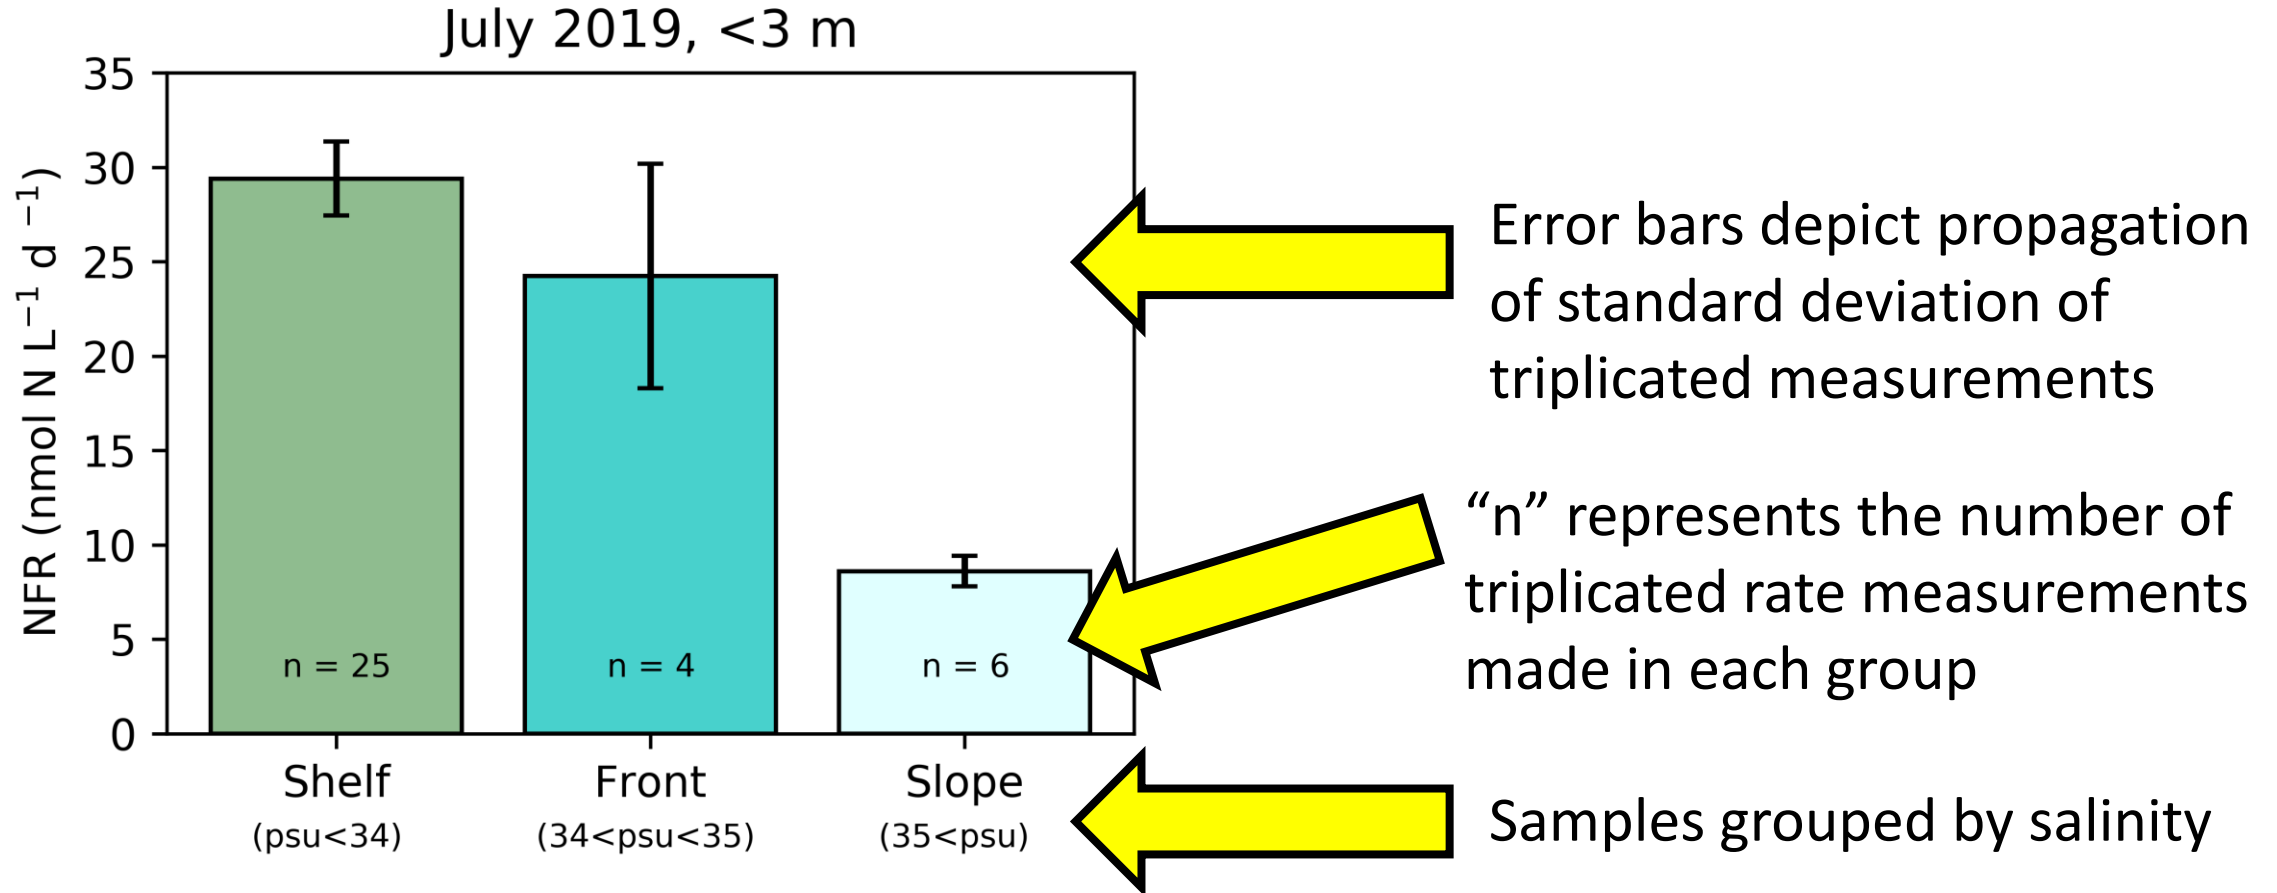 July 2019, <3 m
NFR (nmol N L⁻¹ d ⁻¹)
35
30
25
20
15
10
5
0
n = 25
n = 4
n = 6
Shelf
(psu<34)
Front
(34<psu<35)
Slope
(35<psu)
Error bars depict propagation
of standard deviation of
triplicated measurements
“n” represents the number of
triplicated rate measurements
made in each group
Samples grouped by salinity